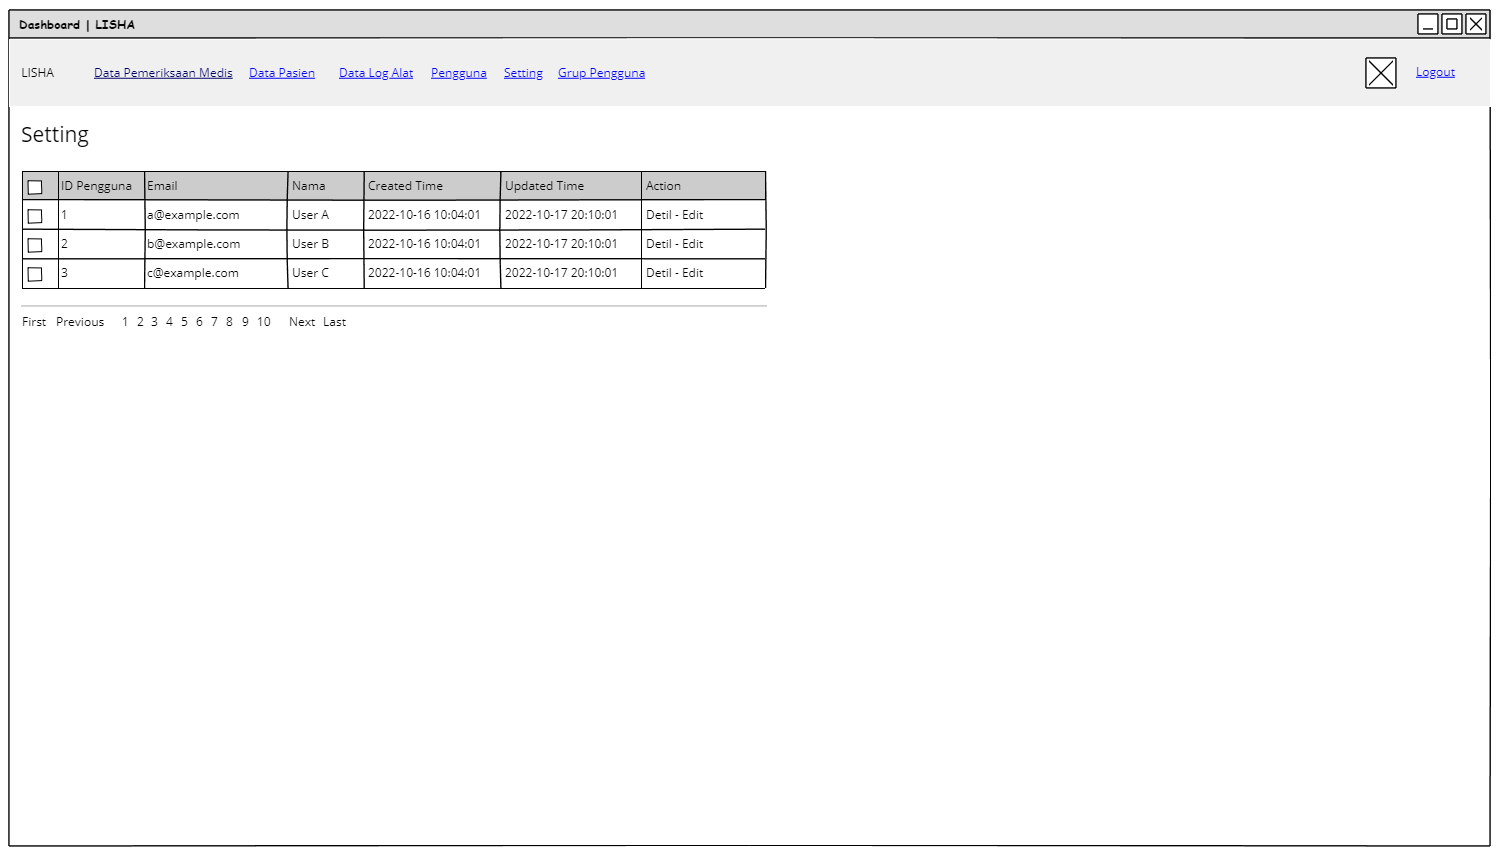 Dashboard | LISHA
LISHA Data Pemeriksaan Medis Data Pasien Data Log Alat Pengguna Setting Grup Pengguna Logout
Setting
ID Pengguna Email Nama Created Time Updated Time Action
1 a@example.com User A 2022-10-16 10:04:01 2022-10-17 20:10:01 Detil - Edit
2 b@example.com User B 2022-10-16 10:04:01 2022-10-17 20:10:01 Detil - Edit
3 c@example.com User C 2022-10-16 10:04:01 2022-10-17 20:10:01 Detil - Edit
First Previous 1 2 3 4 5 6 7 8 9 10 Next Last